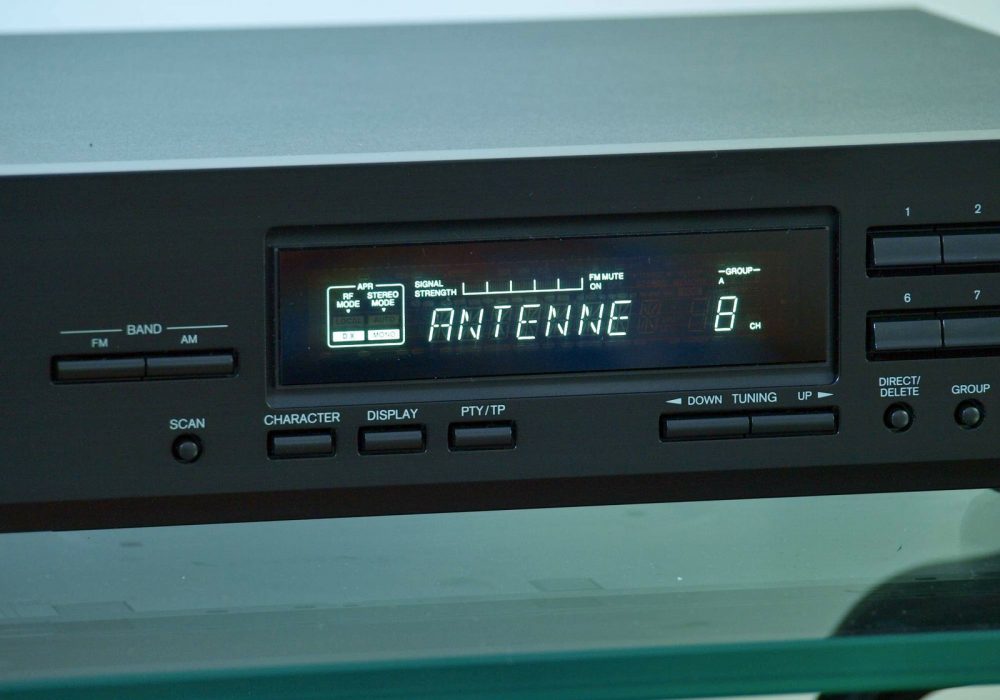 1 2
APR
RF MODE
STEREO MODE
DX
MONO
SIGNAL STRENGTH
FM MUTE ON
GROUP
A
ANTENNE 8 CH
6 7
BAND
FM AM
SCAN
CHARACTER DISPLAY PTY/TP
DOWN TUNING UP
DIRECT/
DELETE
GROUP